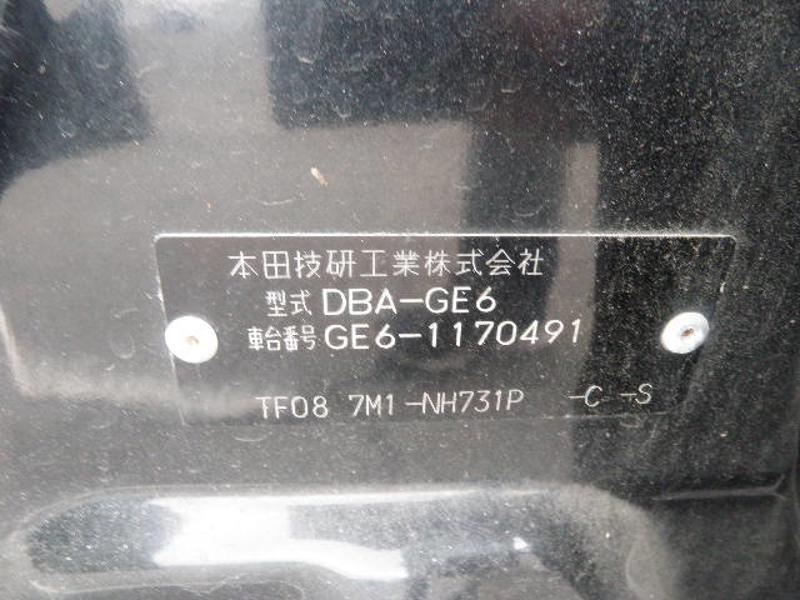 本田技研工業株式会社
型式 DBA-GE6
車台番号 GE6-1170491
TF08 7M1-NH731P -C -S